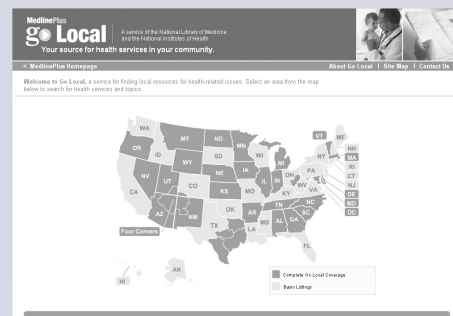 MedlinePlus
go Local
A service of the National Library of Medicine
and the National Institutes of Health
Your source for health services in your community.
< MedlinePlus Homepage
About Go Local | Site Map | Contact Us
Welcome to Go Local, a service for finding local resources for health-related issues. Select an area from the map
below to search for health services and topics.
WA
MT
ND
MN
VT
ME
OR
ID
SD
WI
NY
NH
WY
MI
MA
NV
NE
IA
PA
RI
UT
IL
IN
OH
CT
CA
KS
MO
WV
VA
NJ
KY
DE
AZ
NM
OK
AR
TN
NC
MD
SC
DC
TX
MS
AL
GA
LA
Four Corners
FL
AK
HI
Complete Go Local Coverage
Basic Listings